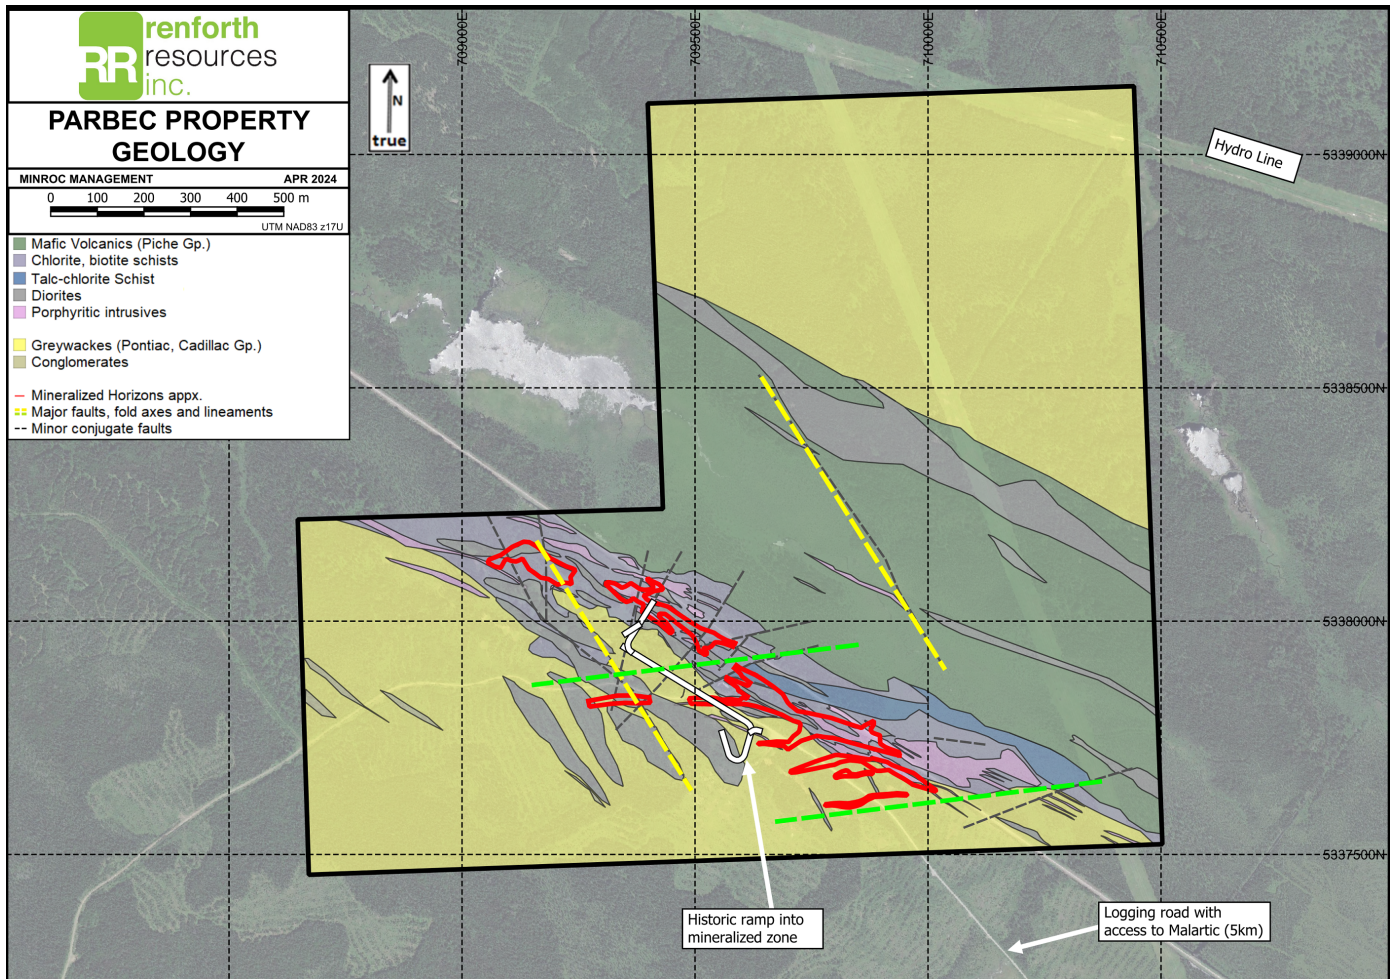 renforth
RR resources
inc.
PARBEC PROPERTY
GEOLOGY
MINROC MANAGEMENT APR 2024
0 100 200 300 400 500 m
UTM NAD83 z17U
Mafic Volcanics (Piche Gp.)
Chlorite, biotite schists
Talc-chlorite Schist
Diorites
Porphyritic intrusives
Greywackes (Pontiac, Cadillac Gp.)
Conglomerates
Mineralized Horizons appx.
Major faults, fold axes and lineaments
Minor conjugate faults
N
true
709000E
709500E
710000E
710500E
Hydro Line
5339000N
5338500N
5338000N
5337500N
Historic ramp into
mineralized zone
Logging road with
access to Malartic (5km)